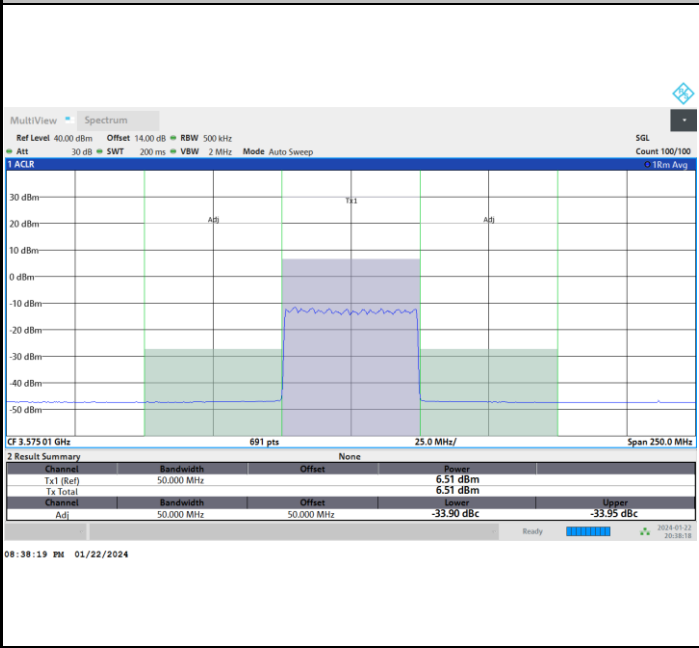 MultiView Spectrum
Ref Level 40.00 dBm Offset 14.00 dB RBW 500 kHz SGL
Att 30 dB SWT 200 ms VBW 2 MHz Mode Auto Sweep Count 100/100
1 ACLR 1Rm Avg
30 dBm
Tx1
20 dBm
Adj Adj
10 dBm
0 dBm
-10 dBm
-20 dBm
-30 dBm
-40 dBm
-50 dBm
CF 3.575 01 GHz 691 pts 25.0 MHz/ Span 250.0 MHz
2 Result Summary None
Channel Bandwidth Offset Power
Tx1 (Ref) 50.000 MHz 6.51 dBm
Tx Total 6.51 dBm
Channel Bandwidth Offset Lower Upper
Adj 50.000 MHz 50.000 MHz -33.90 dBc -33.95 dBc
Ready 2024-01-22
20:38:18
08:38:19 PM 01/22/2024